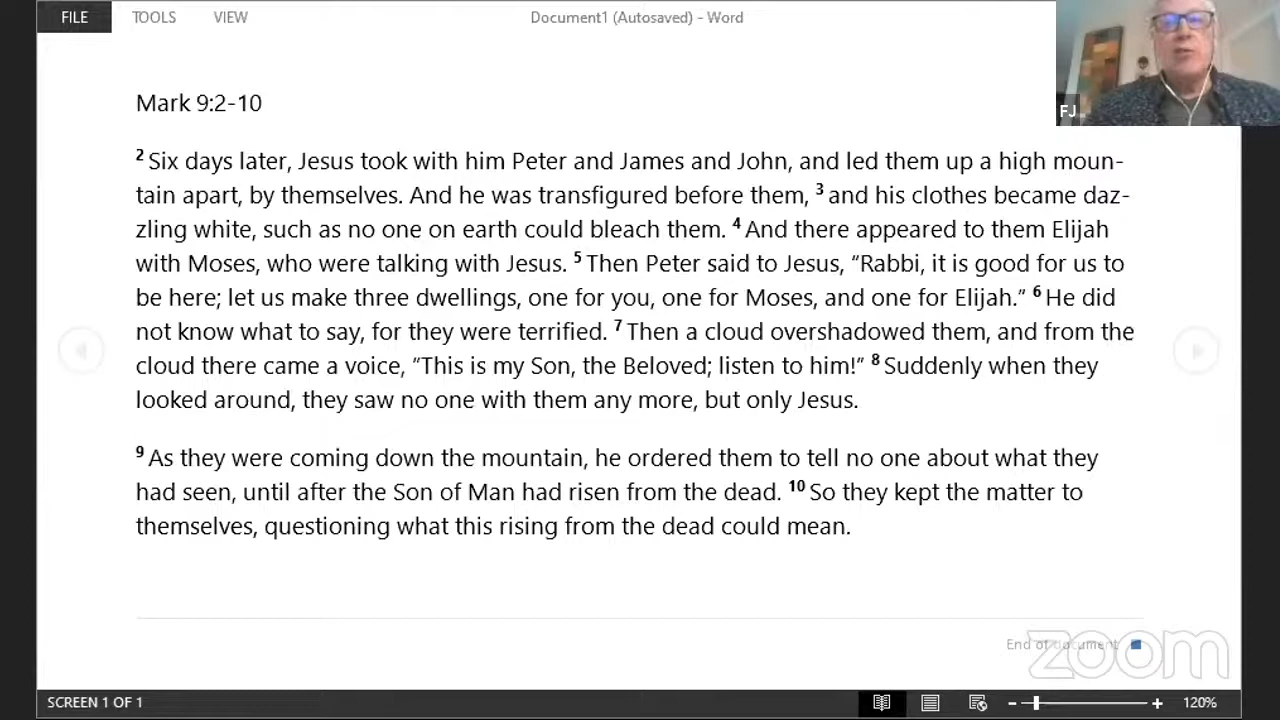 FILE TOOLS VIEW Document1 (Autosaved) - Word
FJ
Mark 9:2-10
2 Six days later, Jesus took with him Peter and James and John, and led them up a high moun-
tain apart, by themselves. And he was transfigured before them, 3 and his clothes became daz-
zling white, such as no one on earth could bleach them. 4 And there appeared to them Elijah
with Moses, who were talking with Jesus. 5 Then Peter said to Jesus, “Rabbi, it is good for us to
be here; let us make three dwellings, one for you, one for Moses, and one for Elijah.” 6 He did
not know what to say, for they were terrified. 7 Then a cloud overshadowed them, and from the
cloud there came a voice, “This is my Son, the Beloved; listen to him!” 8 Suddenly when they
looked around, they saw no one with them any more, but only Jesus.
9 As they were coming down the mountain, he ordered them to tell no one about what they
had seen, until after the Son of Man had risen from the dead. 10 So they kept the matter to
themselves, questioning what this rising from the dead could mean.
End of document
zoom
SCREEN 1 OF 1 120%